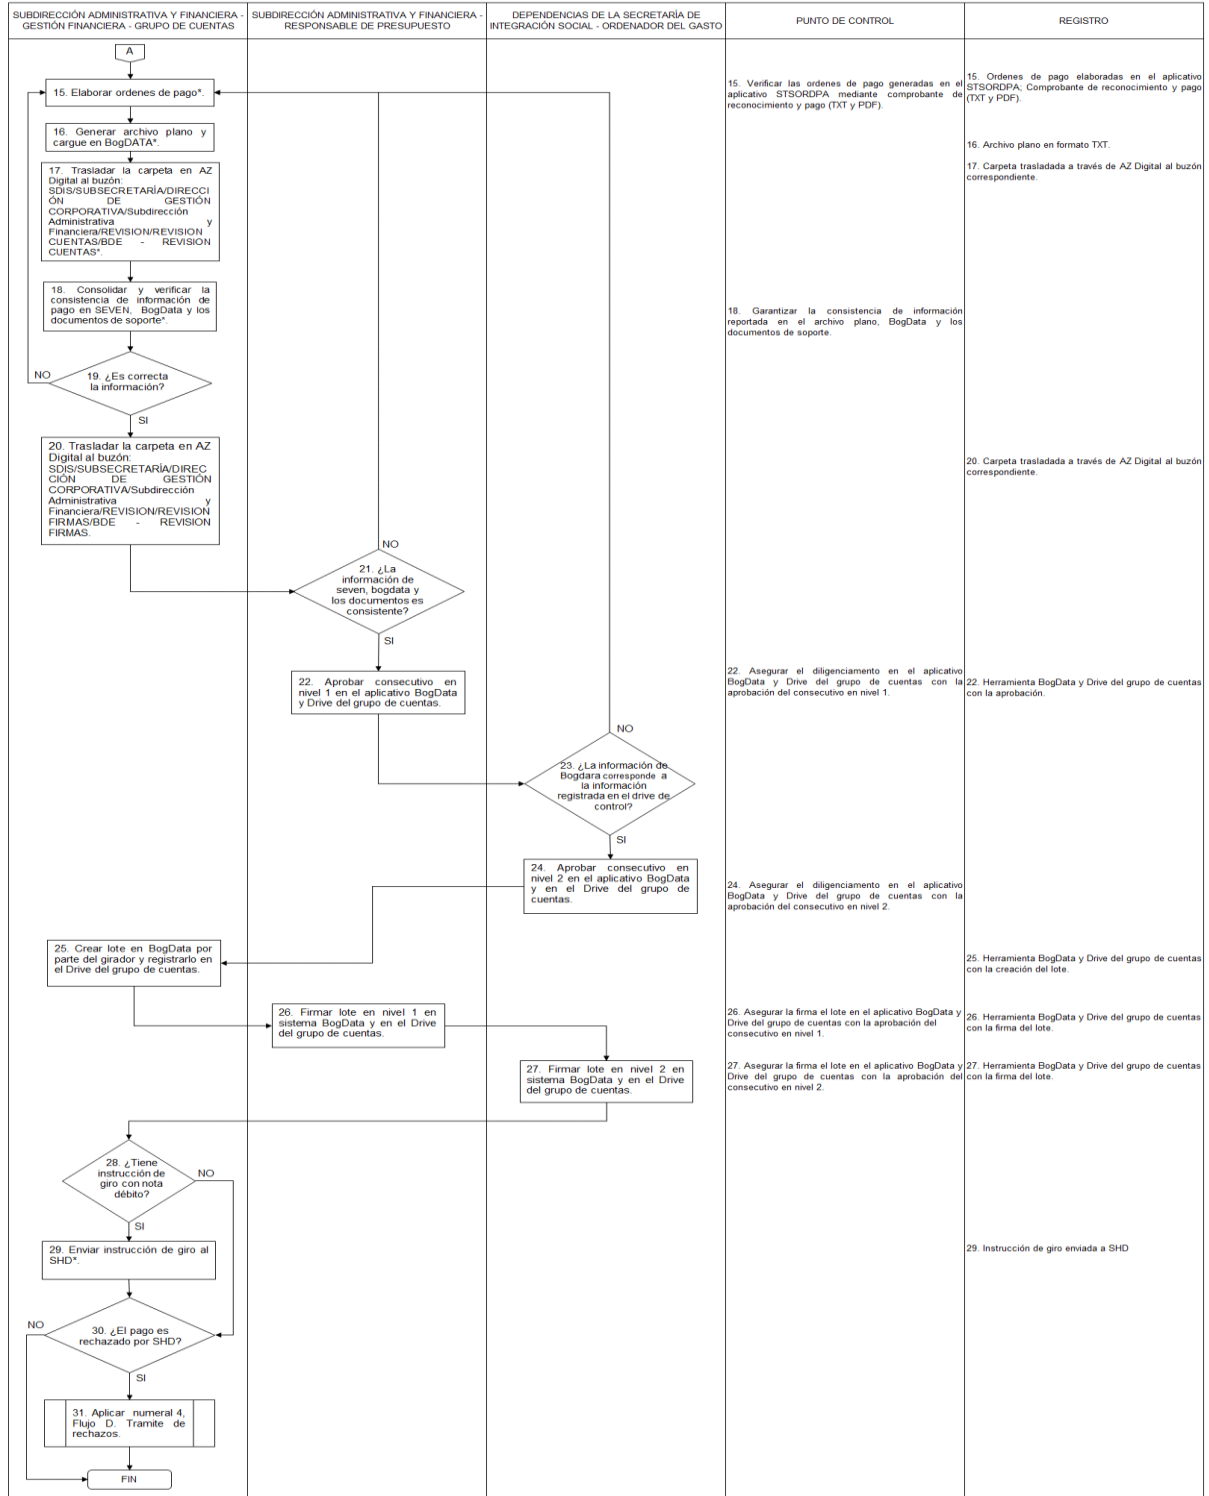 SUBDIRECCIÓN ADMINISTRATIVA Y FINANCIERA -
GESTIÓN FINANCIERA - GRUPO DE CUENTAS
SUBDIRECCIÓN ADMINISTRATIVA Y FINANCIERA -
RESPONSABLE DE PRESUPUESTO
DEPENDENCIAS DE LA SECRETARÍA DE
INTEGRACIÓN SOCIAL - ORDENADOR DEL GASTO
PUNTO DE CONTROL
REGISTRO
A
15. Elaborar ordenes de pago*.
15. Verificar las ordenes de pago generadas en el
aplicativo STSORDPA mediante comprobante de
reconocimiento y pago (TXT y PDF).
15. Ordenes de pago elaboradas en el aplicativo
STSORDPA; Comprobante de reconocimiento y pago
(TXT y PDF).
16. Generar archivo plano y
cargue en BogDATA*.
16. Archivo plano en formato TXT.
17. Trasladar la carpeta en AZ
Digital al buzón:
SDIS/SUBSECRETARÍA/DIRECCI
ÓN DE GESTIÓN
CORPORATIVA/Subdirección
Administrativa y
Financiera/REVISION/REVISION
CUENTAS/BDE - REVISION
CUENTAS*.
17. Carpeta trasladada a través de AZ Digital al buzón
correspondiente.
18. Consolidar y verificar la
consistencia de información de
pago en SEVEN, BogData y los
documentos de soporte*.
18. Garantizar la consistencia de información
reportada en el archivo plano, BogData y los
documentos de soporte.
NO
19. ¿Es correcta
la información?
SI
20. Trasladar la carpeta en AZ
Digital al buzón:
SDIS/SUBSECRETARÍA/DIREC
CIÓN DE GESTIÓN
CORPORATIVA/Subdirección
Administrativa y
Financiera/REVISION/REVISION
FIRMAS/BDE - REVISION
FIRMAS.
20. Carpeta trasladada a través de AZ Digital al buzón
correspondiente.
NO
21. ¿La
información de
seven, bogdata y
los documentos es
consistente?
SI
22. Aprobar consecutivo en
nivel 1 en el aplicativo BogData
y Drive del grupo de cuentas.
22. Asegurar el diligenciamiento en el aplicativo
BogData y Drive del grupo de cuentas con la
aprobación del consecutivo en nivel 1.
22. Herramienta BogData y Drive del grupo de cuentas
con la aprobación.
NO
23. ¿La información de
Bogdara corresponde a
la información
registrada en el drive de
control?
SI
24. Aprobar consecutivo en
nivel 2 en el aplicativo BogData
y en el Drive del grupo de
cuentas.
24. Asegurar el diligenciamiento en el aplicativo
BogData y Drive del grupo de cuentas con la
aprobación del consecutivo en nivel 2.
25. Crear lote en BogData por
parte del girador y registrarlo en
el Drive del grupo de cuentas.
25. Herramienta BogData y Drive del grupo de cuentas
con la creación del lote.
26. Firmar lote en nivel 1 en
sistema BogData y en el Drive
del grupo de cuentas.
26. Asegurar la firma el lote en el aplicativo BogData y
Drive del grupo de cuentas con la aprobación del
consecutivo en nivel 1.
26. Herramienta BogData y Drive del grupo de cuentas
con la firma del lote.
27. Firmar lote en nivel 2 en
sistema BogData y en el Drive
del grupo de cuentas.
27. Asegurar la firma el lote en el aplicativo BogData y
Drive del grupo de cuentas con la aprobación del
consecutivo en nivel 2.
27. Herramienta BogData y Drive del grupo de cuentas
con la firma del lote.
28. ¿Tiene
instrucción de
giro con nota
débito?
NO
SI
29. Enviar instrucción de giro al
SHD*.
29. Instrucción de giro enviada a SHD
NO
30. ¿El pago es
rechazado por SHD?
SI
31. Aplicar numeral 4,
Flujo D. Tramite de
rechazos.
FIN